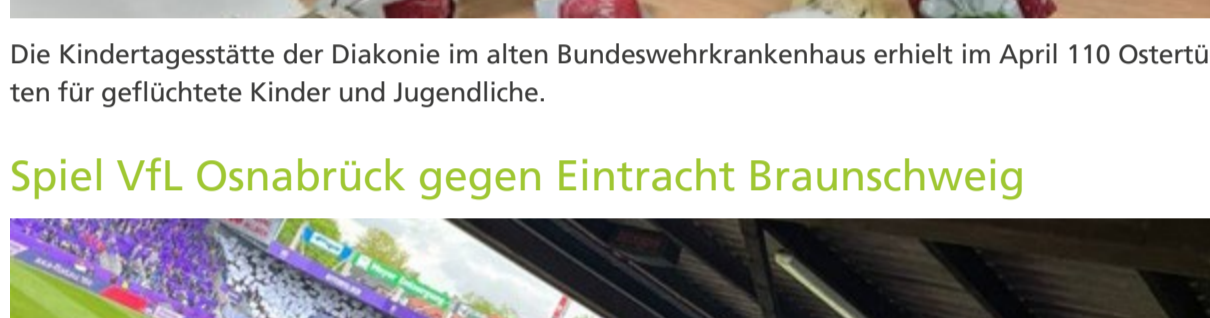 Die Kindertagesstätte der Diakonie im alten Bundeswehrkrankenhaus erhielt im April 110 Ostertü
ten für geflüchtete Kinder und Jugendliche.
Spiel VfL Osnabrück gegen Eintracht Braunschweig